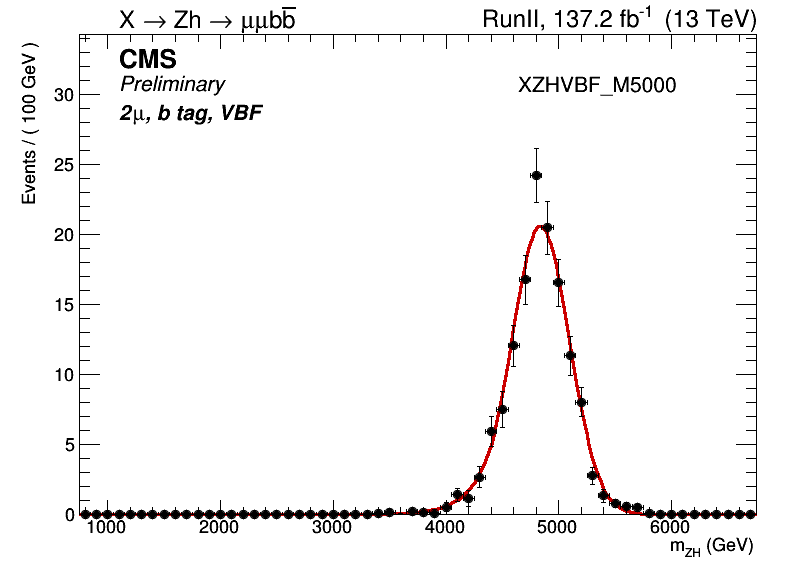 X → Zh → μμbb̅
RunII, 137.2 fb⁻¹ (13 TeV)
CMS
Preliminary
2μ, b tag, VBF
XZHVBF_M5000
Events / ( 100 GeV )
30
25
20
15
10
5
0
1000 2000 3000 4000 5000 6000
m_ZH (GeV)